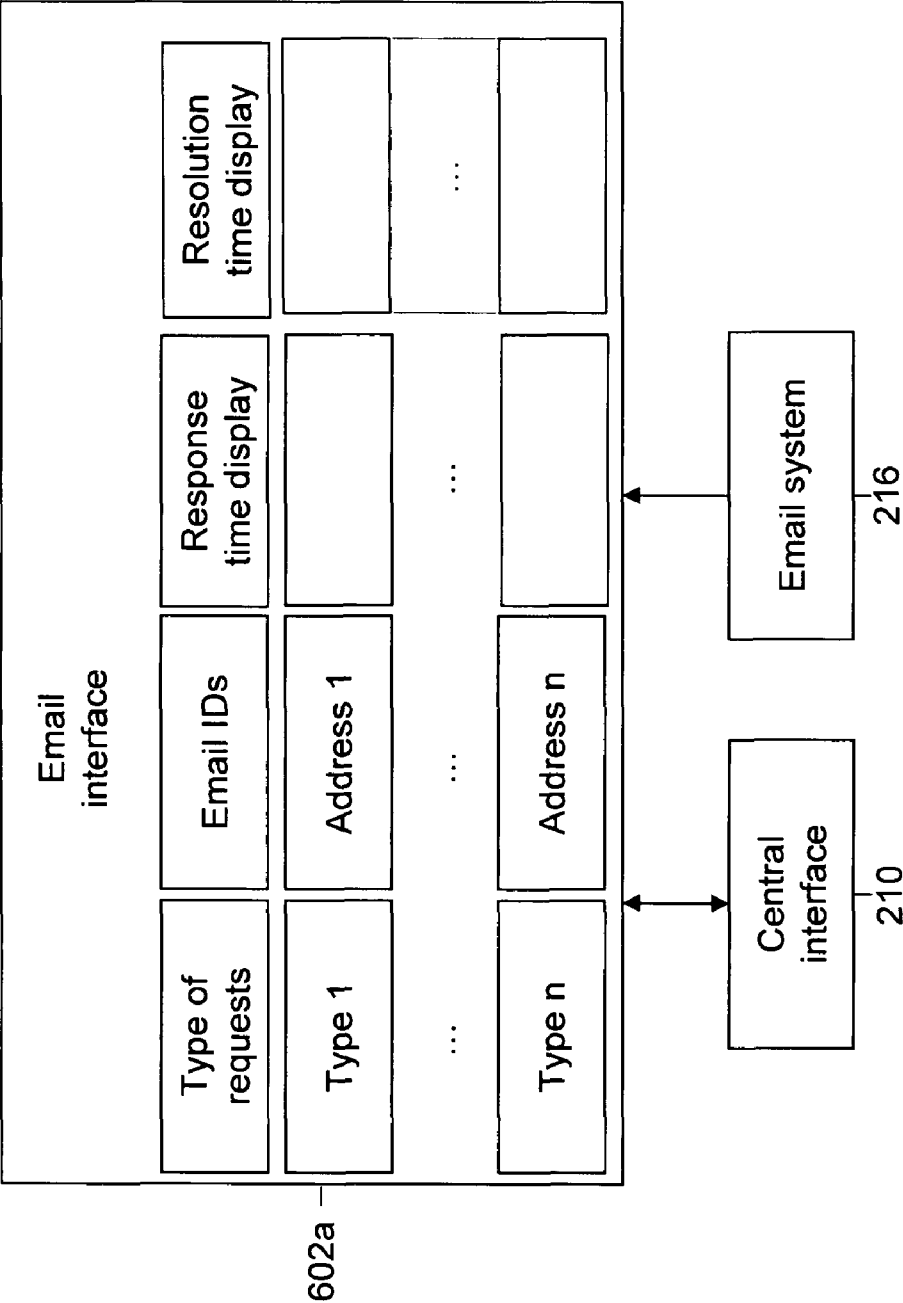 Email
interface
Type of
requests
Email IDs
Response
time display
Resolution
time display
Type 1
Address 1
...
...
...
...
Type n
Address n
602a
Central
interface
210
Email system
216